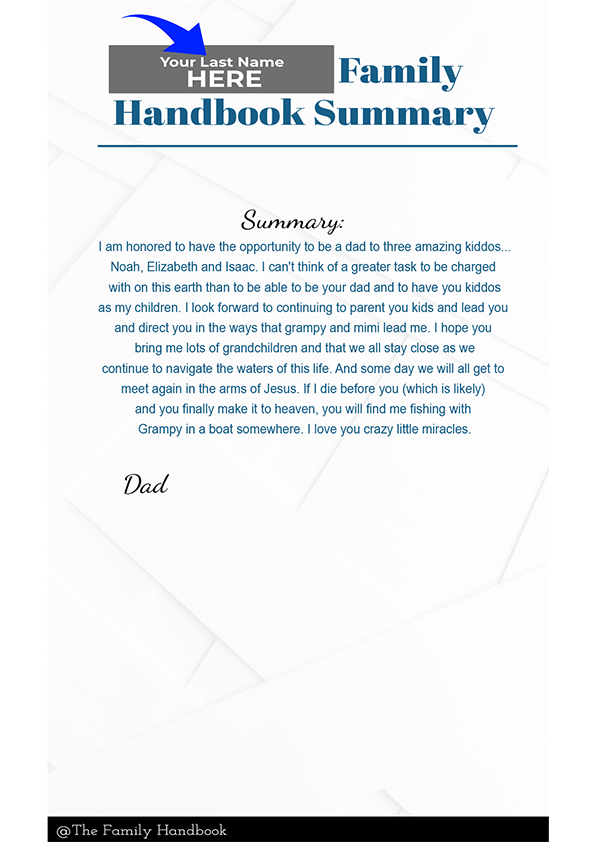 Your Last Name
HERE
Family
Handbook Summary
Summary:
I am honored to have the opportunity to be a dad to three amazing kiddos...
Noah, Elizabeth and Isaac. I can't think of a greater task to be charged
with on this earth than to be able to be your dad and to have you kiddos
as my children. I look forward to continuing to parent you kids and lead you
and direct you in the ways that grampy and mimi lead me. I hope you
bring me lots of grandchildren and that we all stay close as we
continue to navigate the waters of this life. And some day we will all get to
meet again in the arms of Jesus. If I die before you (which is likely)
and you finally make it to heaven, you will find me fishing with
Grampy in a boat somewhere. I love you crazy little miracles.
Dad
@The Family Handbook